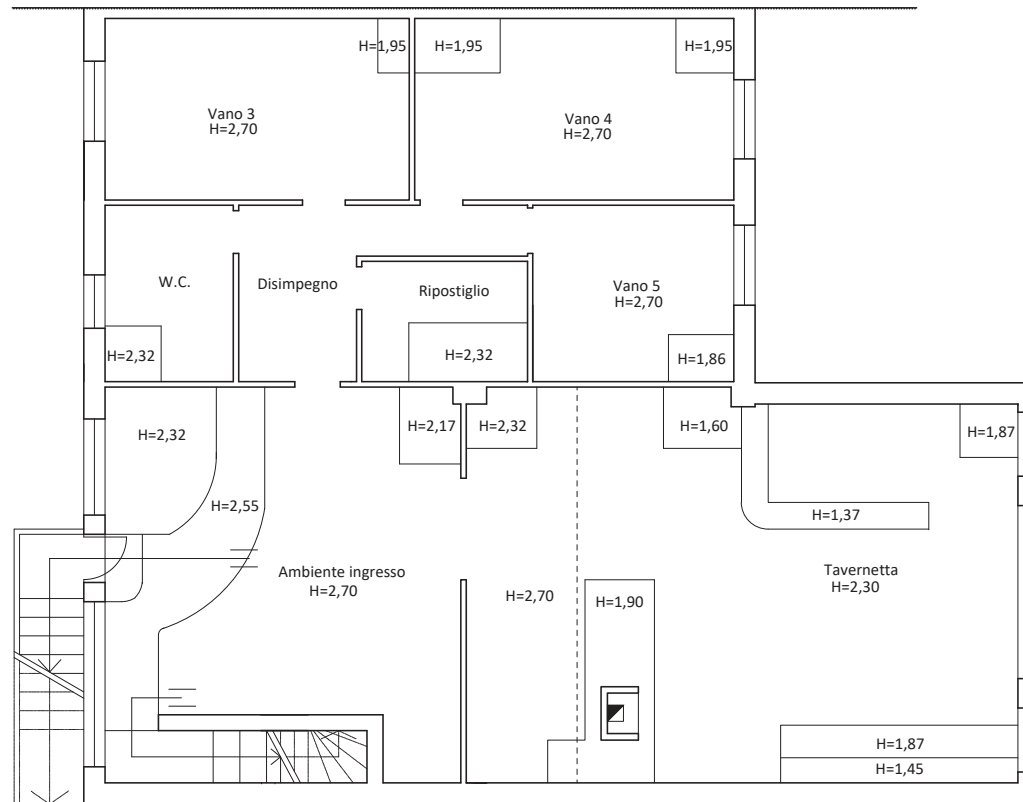 H=1,95
H=1,95
H=1,95
Vano 3
H=2,70
Vano 4
H=2,70
W.C.
Disimpegno
Ripostiglio
Vano 5
H=2,70
H=2,32
H=2,32
H=1,86
H=2,32
H=2,17
H=2,32
H=1,60
H=1,87
H=2,55
H=1,37
Ambiente ingresso
H=2,70
H=2,70
H=1,90
Tavernetta
H=2,30
H=1,87
H=1,45